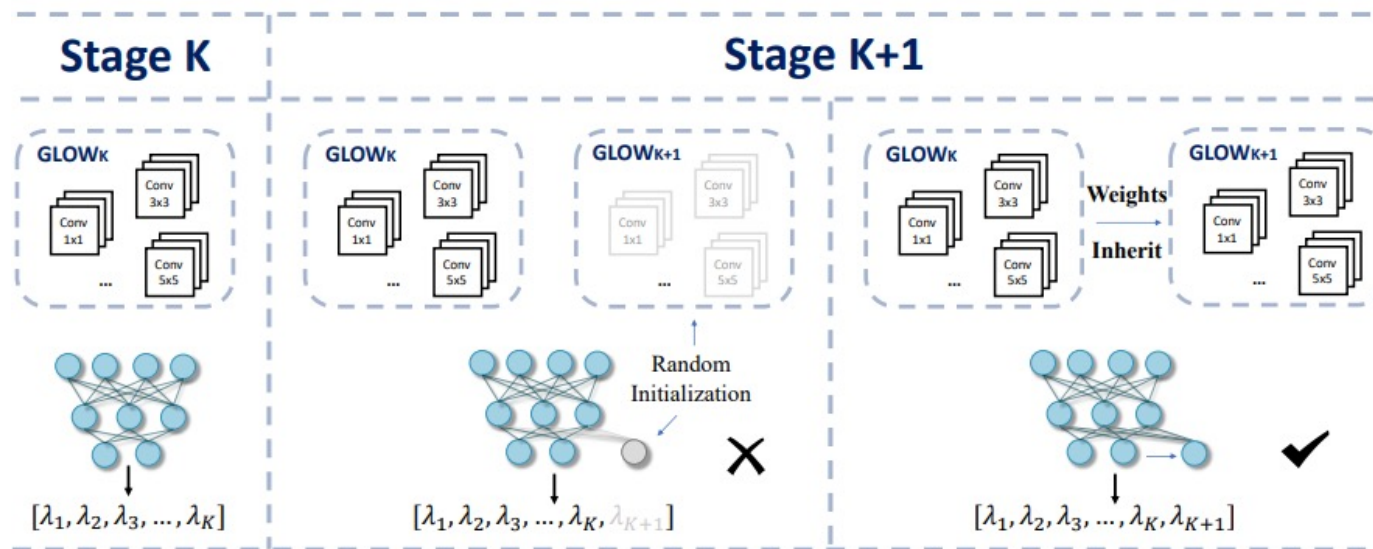 Stage K
Stage K+1
GLOWK
Conv
3x3
Conv
1x1
Conv
5x5
...
[λ1, λ2, λ3, ..., λK]
GLOWK
Conv
3x3
Conv
1x1
Conv
5x5
...
GLOWK+1
Conv
3x3
Conv
1x1
Conv
5x5
...
Random
Initialization
[λ1, λ2, λ3, ..., λK, λK+1]
GLOWK
Conv
3x3
Conv
1x1
Conv
5x5
...
Weights
Inherit
GLOWK+1
Conv
3x3
Conv
1x1
Conv
5x5
...
[λ1, λ2, λ3, ..., λK, λK+1]